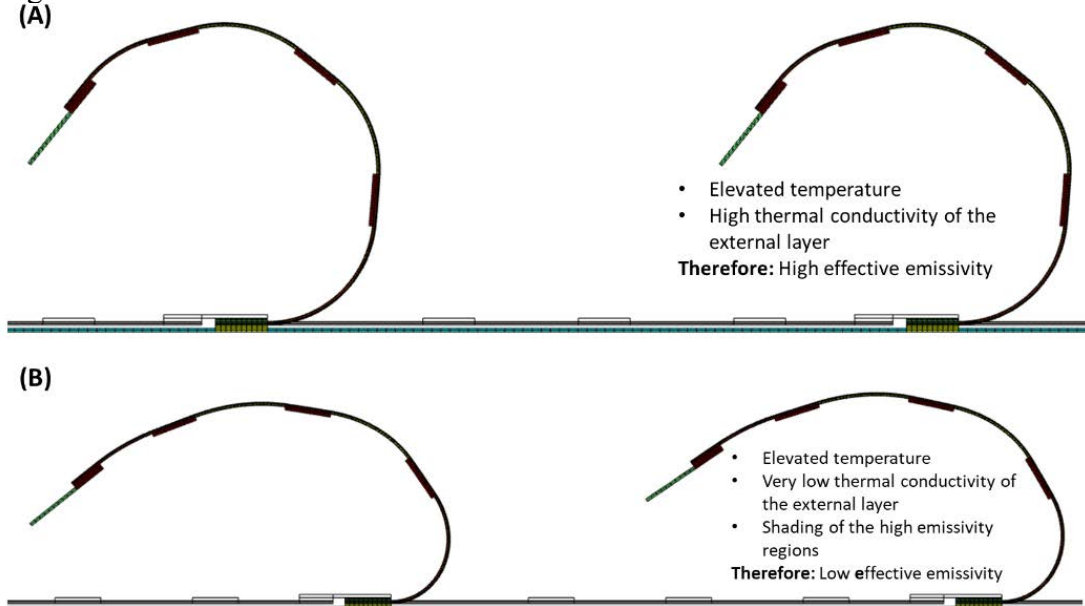 (A)
• Elevated temperature
• High thermal conductivity of the
external layer
Therefore: High effective emissivity
(B)
• Elevated temperature
• Very low thermal conductivity of
the external layer
• Shading of the high emissivity
regions
Therefore: Low effective emissivity